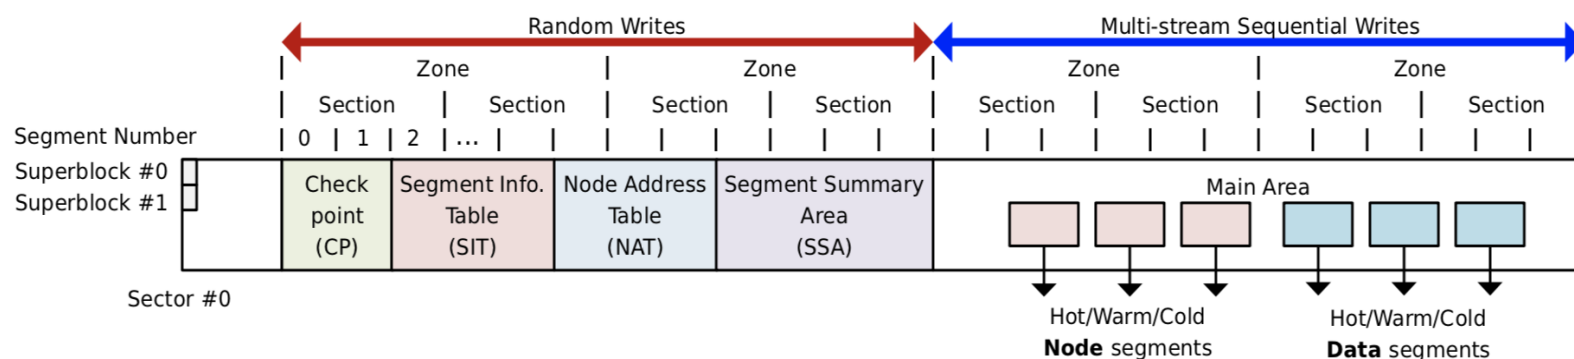 Random Writes
Multi-stream Sequential Writes
Zone
Zone
Zone
Zone
Section
Section
Section
Section
Section
Section
Section
Section
Segment Number
0
1
2
...
Superblock #0
Superblock #1
Check
point
(CP)
Segment Info.
Table
(SIT)
Node Address
Table
(NAT)
Segment Summary
Area
(SSA)
Main Area
Sector #0
Hot/Warm/Cold
Node segments
Hot/Warm/Cold
Data segments